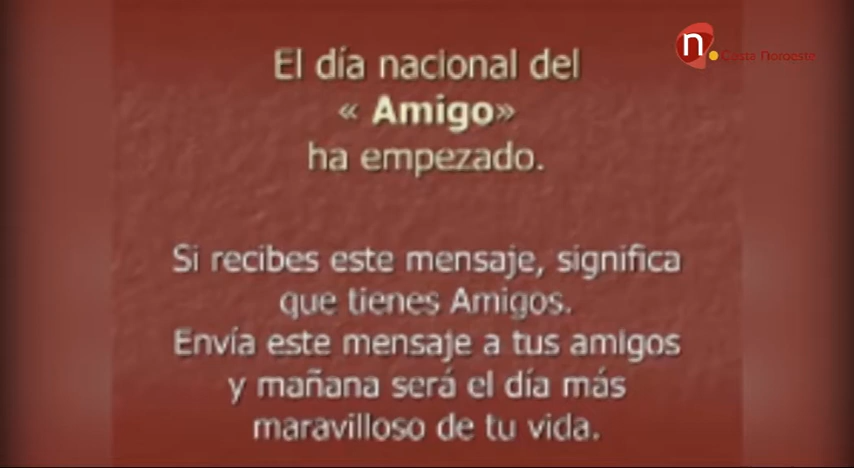 n
Costa Noroeste
El día nacional del
« Amigo»
ha empezado.
Si recibes este mensaje, significa
que tienes Amigos.
Envía este mensaje a tus amigos
y mañana será el día más
maravilloso de tu vida.